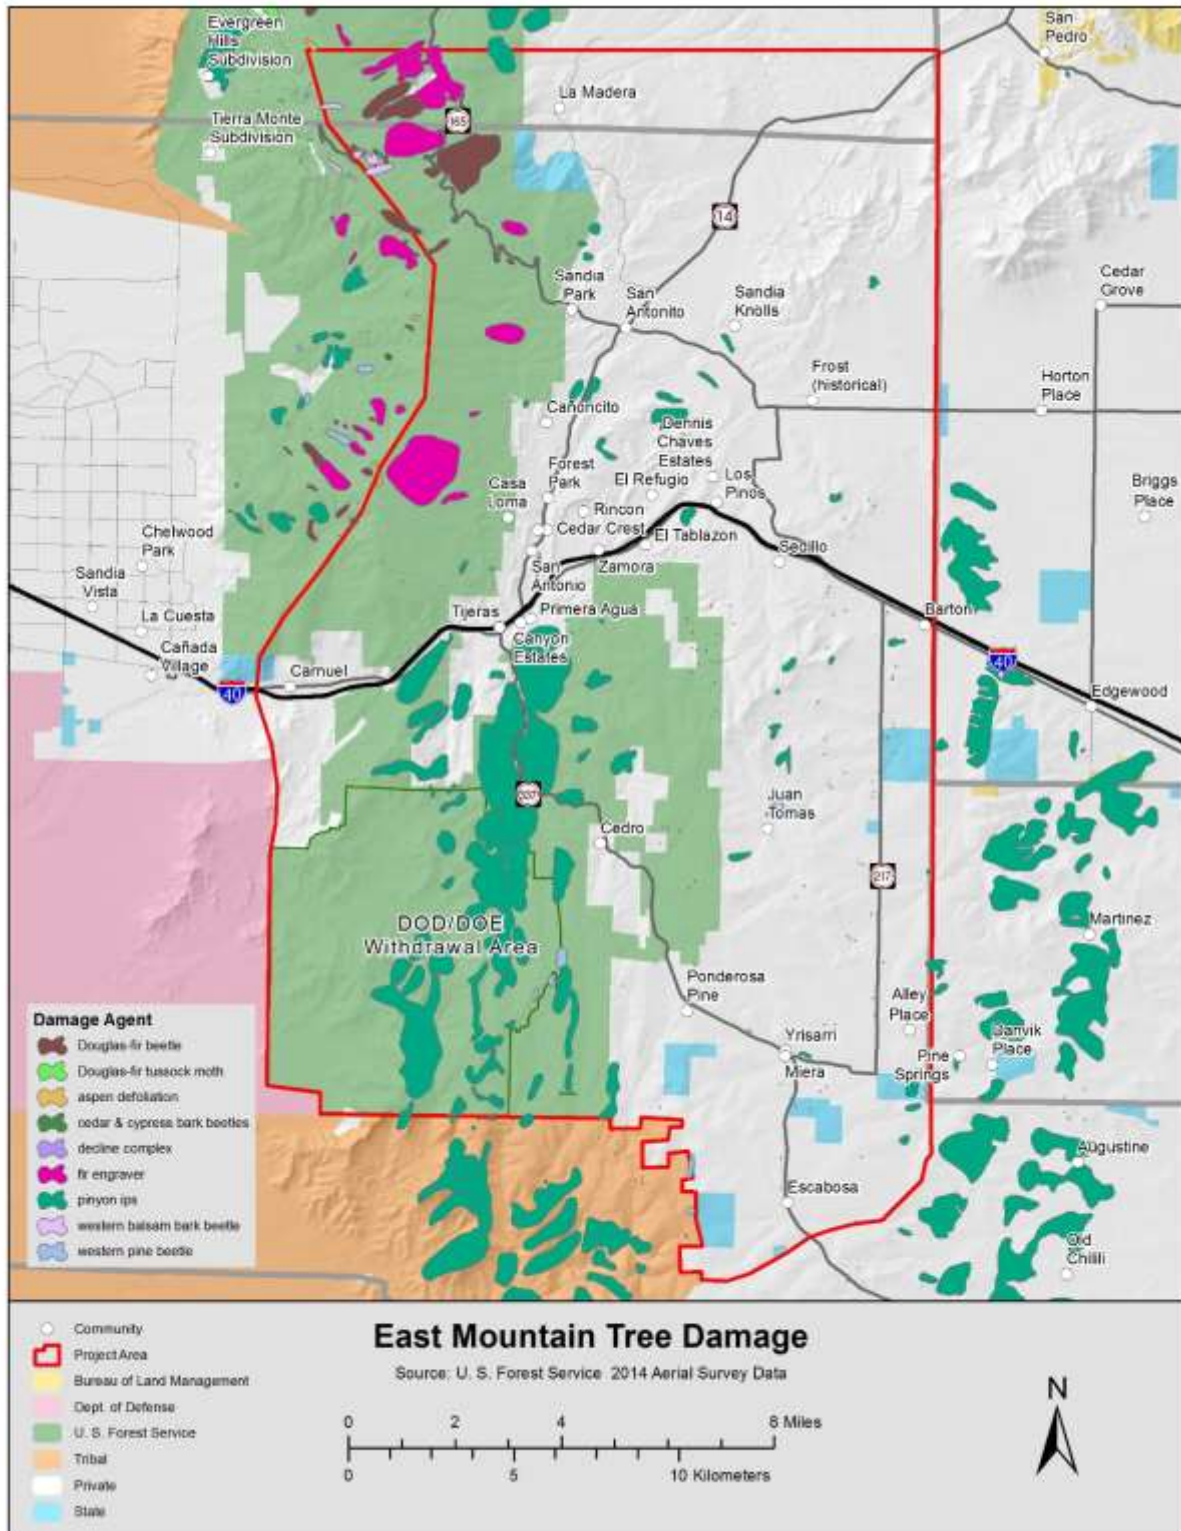 Evergreen
Hills
Subdivision
San
Pedro
La Madera
Tierra Monte
Subdivision
165
14
Sandia
Park
San
Antonito
Sandia
Knolls
Cedar
Grove
Frost
(historical)
Horton
Place
Cañoncito
Dennis
Chaves
Estates
Forest
Park
El Refugio
Los
Pinos
Casa
Loma
Briggs
Place
Rincon
Chelwood
Park
Cedar Crest
El Tablazon
Sedillo
Sandia
Vista
San
Antonio
Zamora
La Cuesta
Tijeras
Primera Agua
Barton
Cañada
Village
Canyon
Estates
Carnuel
40
40
Edgewood
337
Juan
Tomas
Cedro
217
DOD/DOE
Withdrawal Area
Martinez
Ponderosa
Pine
Alley
Place
Danvik
Place
Yrisarri
Miera
Pine
Springs
Augustine
Escabosa
Old
Chilili
Damage Agent
Douglas-fir beetle
Douglas-fir tussock moth
aspen defoliation
cedar & cypress bark beetles
decline complex
fir engraver
pinyon ips
western balsam bark beetle
western pine beetle
Community
Project Area
Bureau of Land Management
Dept. of Defense
U. S. Forest Service
Tribal
Private
State
East Mountain Tree Damage
Source: U. S. Forest Service 2014 Aerial Survey Data
0 2 4 8 Miles
0 5 10 Kilometers
N